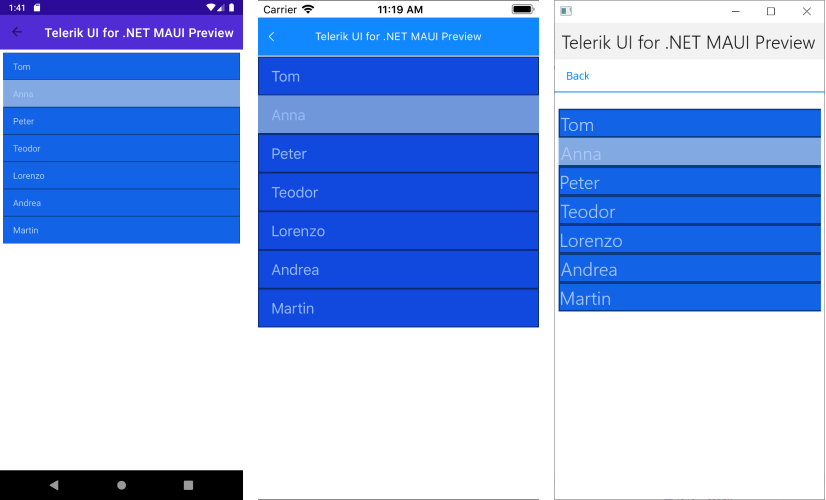 1:41
Telerik UI for .NET MAUI Preview
Tom
Anna
Peter
Teodor
Lorenzo
Andrea
Martin
Carrier 11:19 AM
Telerik UI for .NET MAUI Preview
Tom
Anna
Peter
Teodor
Lorenzo
Andrea
Martin
Telerik UI for .NET MAUI Preview
Back
Tom
Anna
Peter
Teodor
Lorenzo
Andrea
Martin